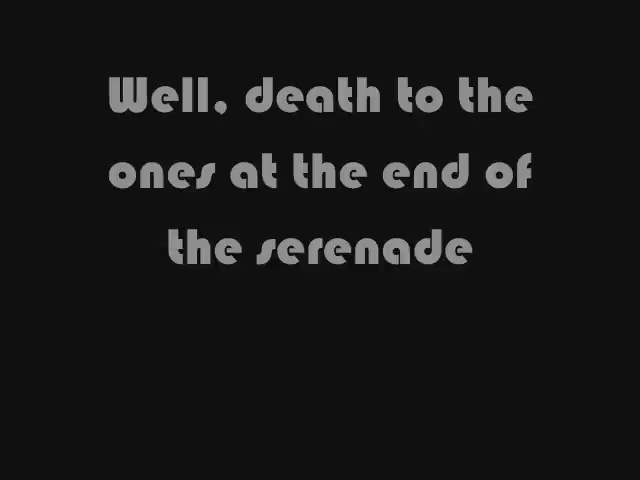 Well, death to the
ones at the end of
the serenade